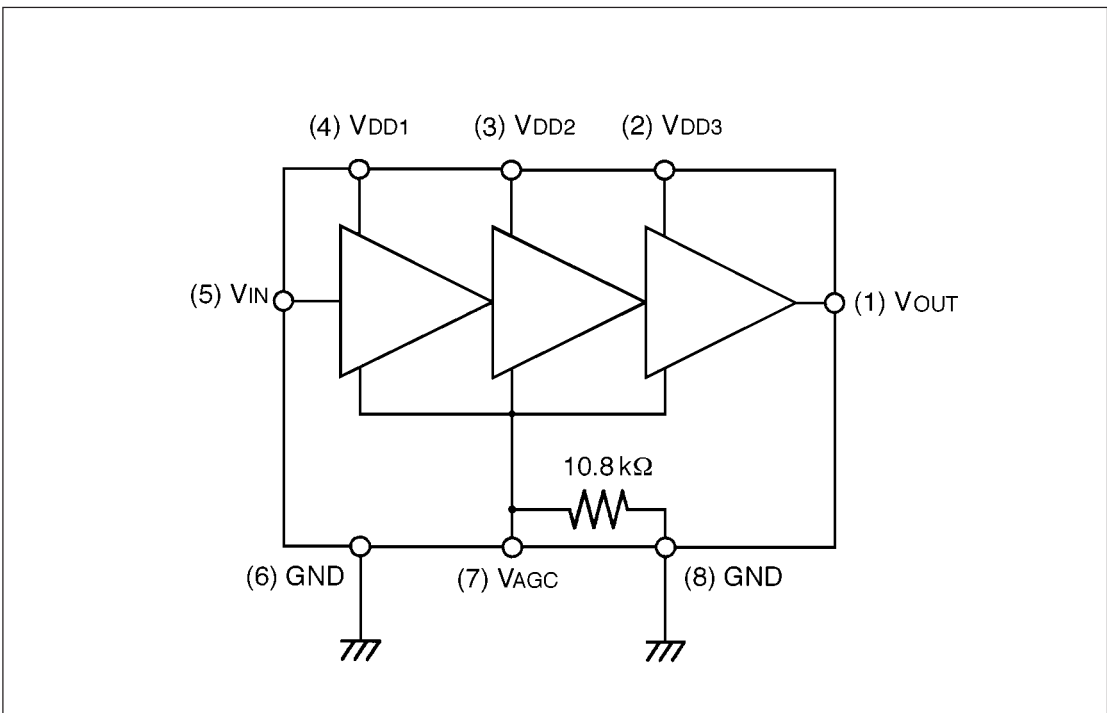 (4) VDD1
(3) VDD2
(2) VDD3
(5) VIN
(1) VOUT
10.8 kΩ
(6) GND
(7) VAGC
(8) GND